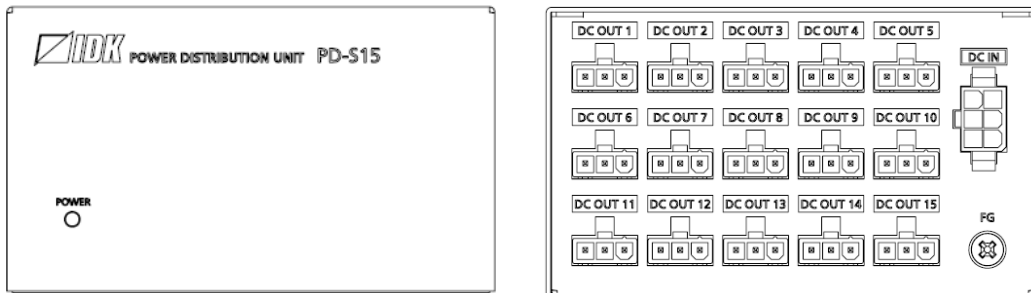 IDK POWER DISTRIBUTION UNIT PD-S15
POWER
DC OUT 1 DC OUT 2 DC OUT 3 DC OUT 4 DC OUT 5
DC IN
DC OUT 6 DC OUT 7 DC OUT 8 DC OUT 9 DC OUT 10
DC OUT 11 DC OUT 12 DC OUT 13 DC OUT 14 DC OUT 15
FG